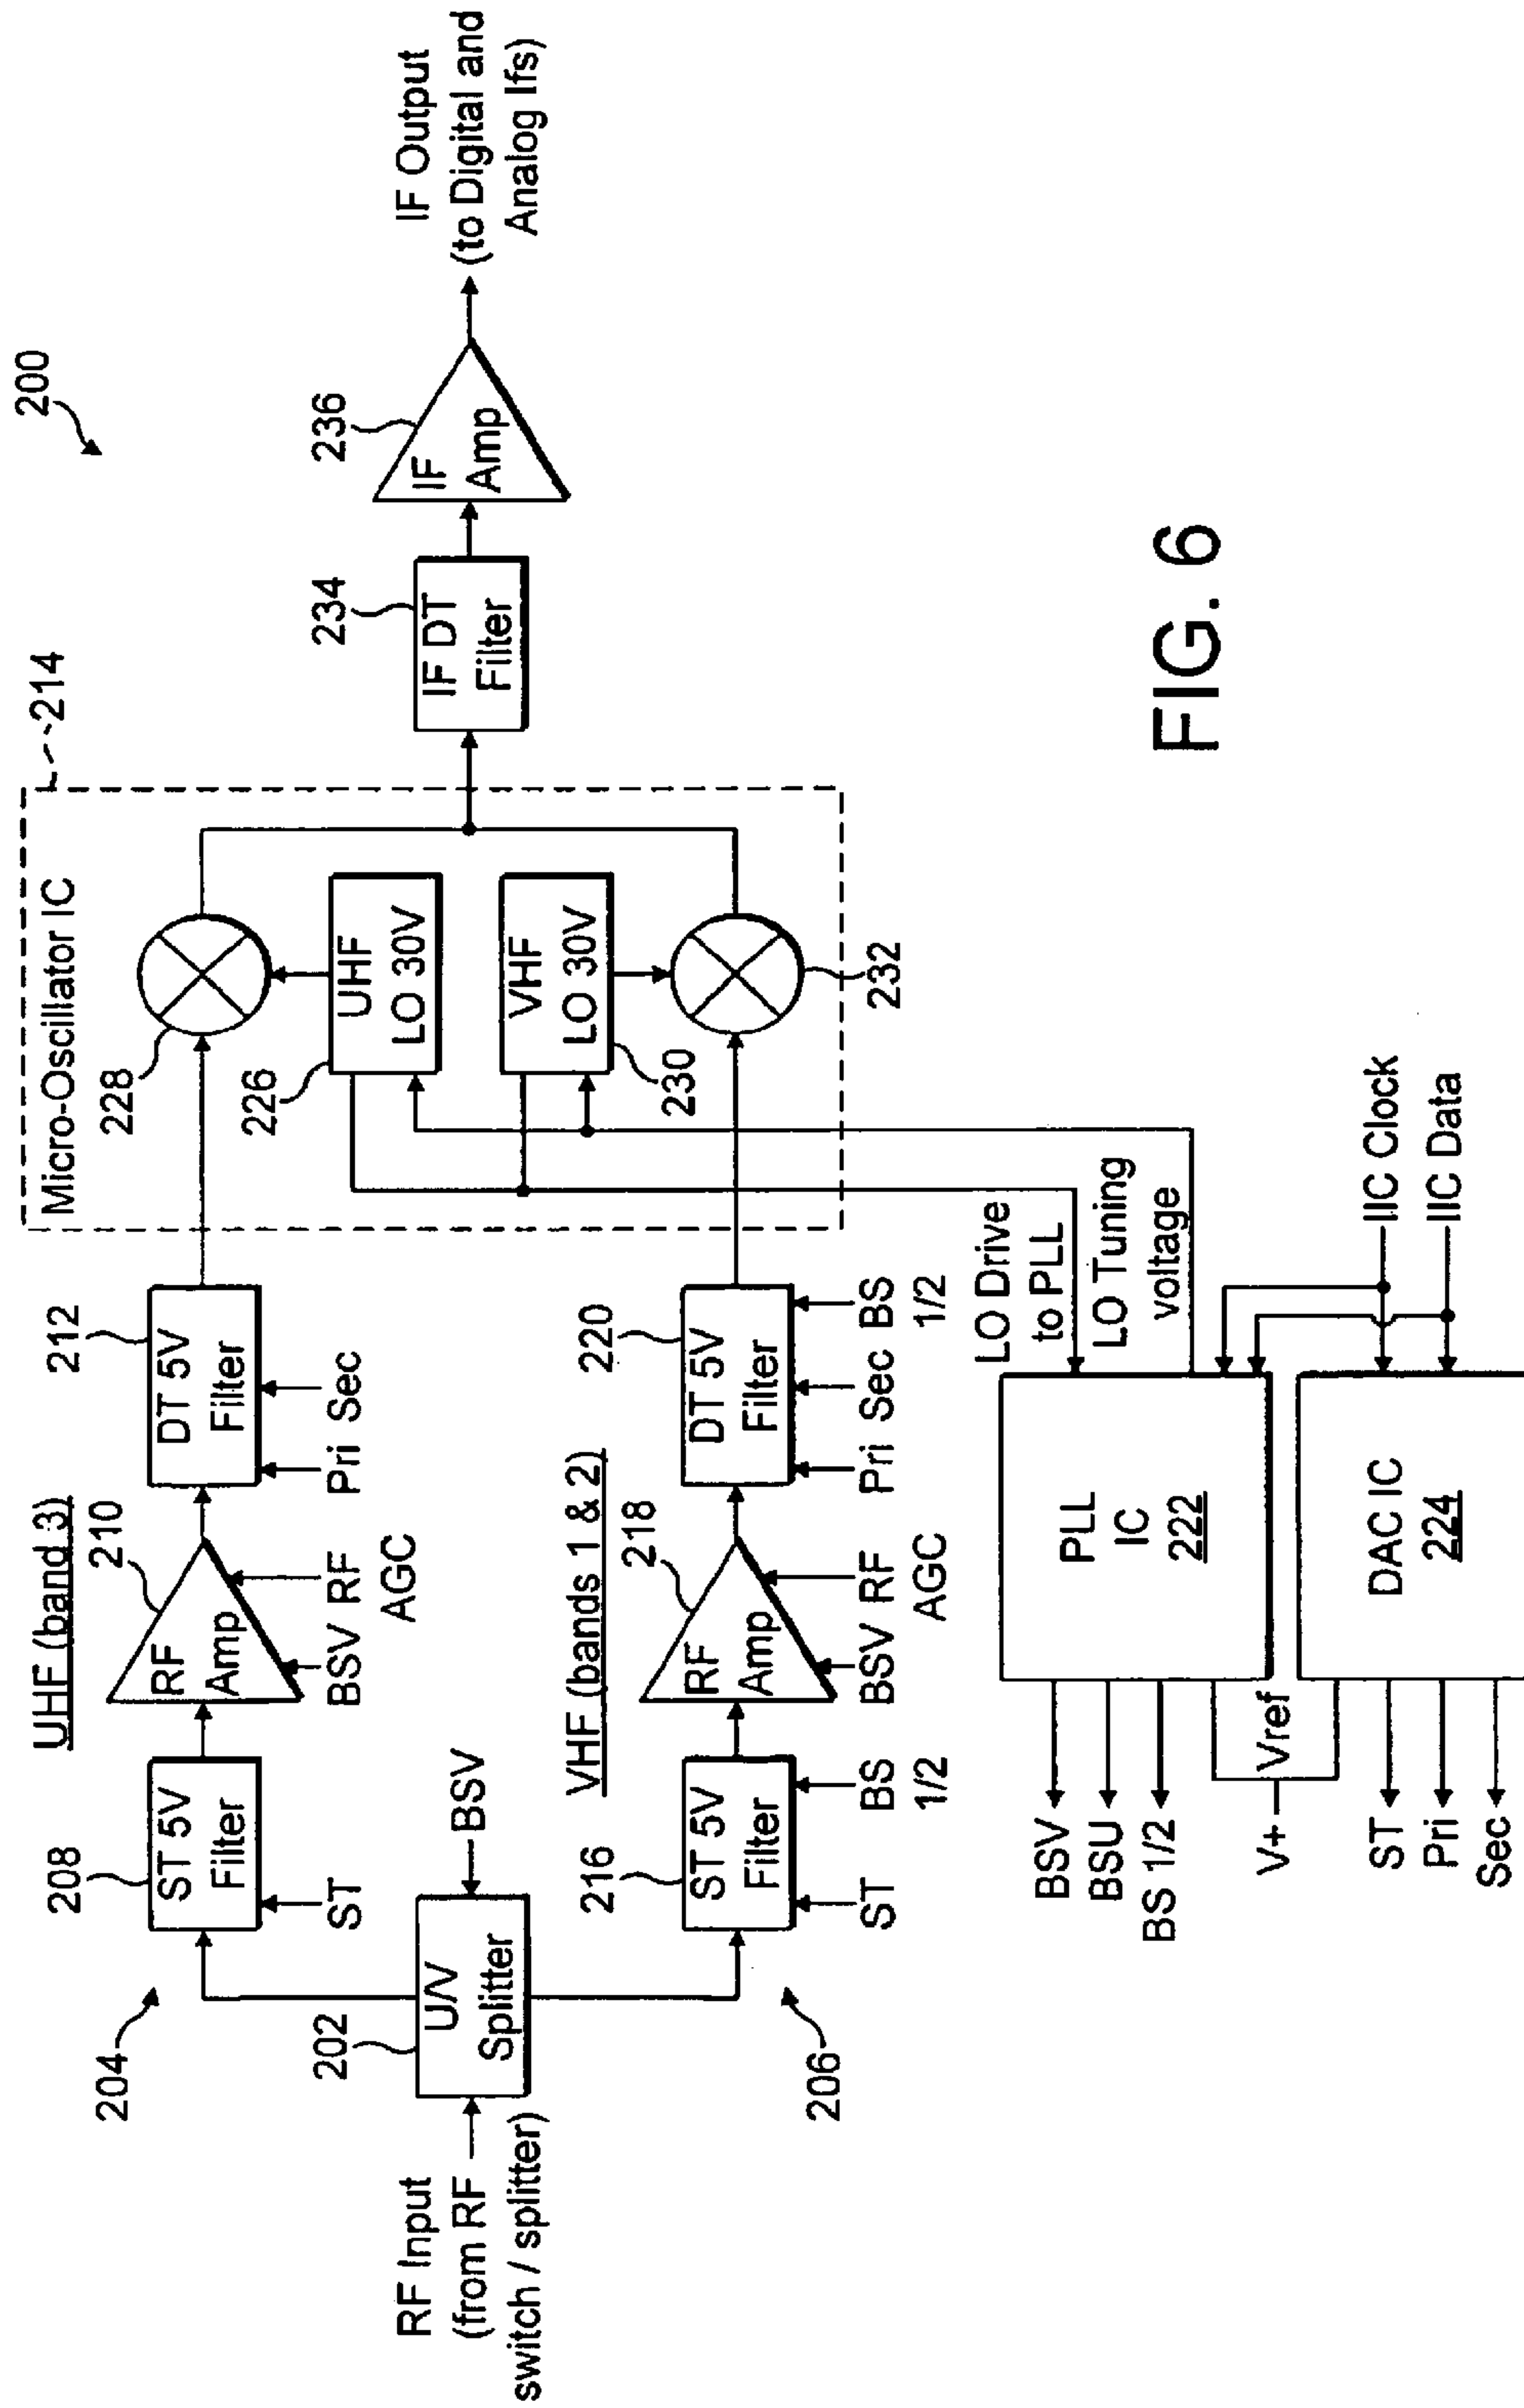 200
204
UHF (band 3)
208
ST 5V
Filter
ST
210
RF
Amp
BSV
RF
AGC
212
DT 5V
Filter
Pri
Sec
Micro-Oscillator IC
214
228
226
UHF
LO 30V
VHF
LO 30V
230
232
234
IF DT
Filter
236
IF
Amp
IF Output
(to Digital and
Analog Ifs)
RF Input
(from RF
switch / splitter)
202
U/V
Splitter
BSV
206
VHF (bands 1 & 2)
216
ST 5V
Filter
ST
BS
1/2
218
RF
Amp
BSV
RF
AGC
220
DT 5V
Filter
Pri
Sec
BS
1/2
LO Drive
to PLL
LO Tuning
voltage
BSV
BSU
BS 1/2
PLL
IC
222
V+
Vref
IIC Clock
IIC Data
ST
Pri
Sec
DAC IC
224
FIG. 6